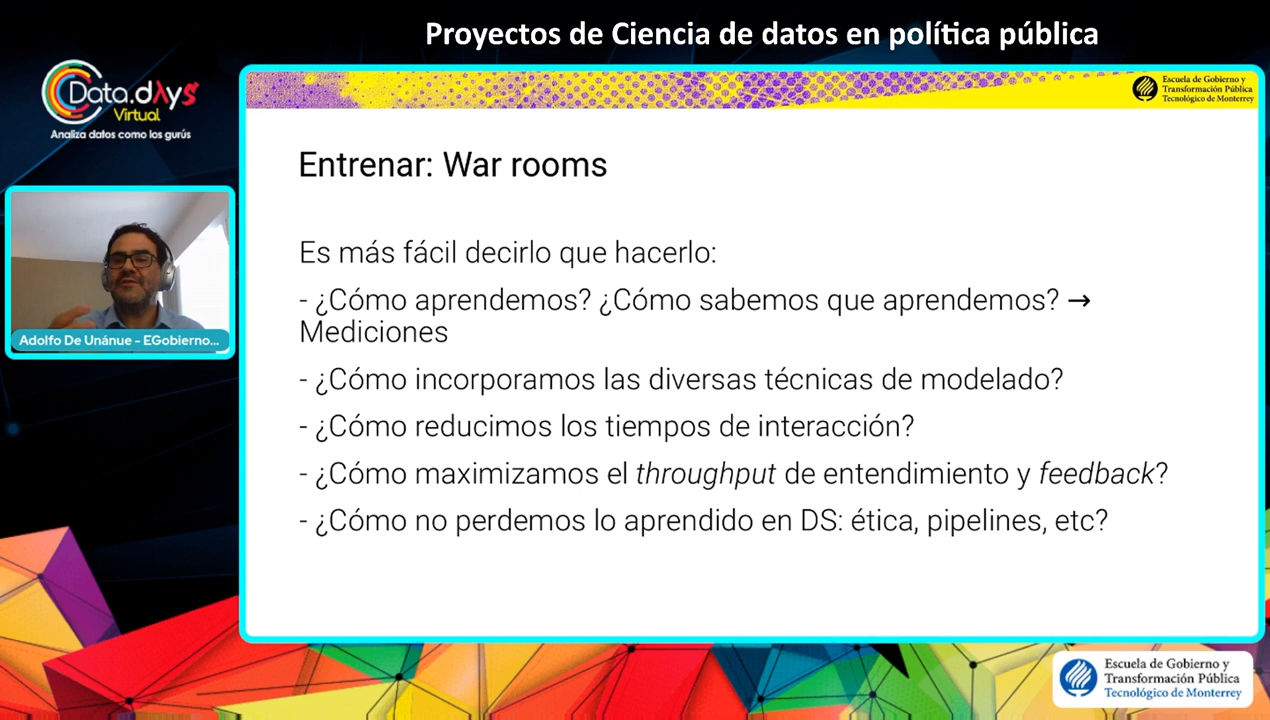 Proyectos de Ciencia de datos en política pública
Data.dAys
Virtual
Analiza datos como los gurús
Escuela de Gobierno y
Transformación Pública
Tecnológico de Monterrey
Entrenar: War rooms
Es más fácil decirlo que hacerlo:
- ¿Cómo aprendemos? ¿Cómo sabemos que aprendemos? →
Mediciones
- ¿Cómo incorporamos las diversas técnicas de modelado?
- ¿Cómo reducimos los tiempos de interacción?
- ¿Cómo maximizamos el throughput de entendimiento y feedback?
- ¿Cómo no perdemos lo aprendido en DS: ética, pipelines, etc?
Adolfo De Unánue - EGobierno...
Escuela de Gobierno y
Transformación Pública
Tecnológico de Monterrey